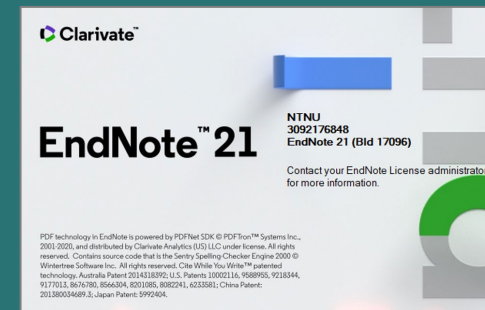 Clarivate™
NTNU
3092176848
EndNote 21 (Bld 17096)
EndNote™ 21
Contact your EndNote License administrator
for more information.
PDF technology in EndNote is powered by PDFNet SDK © PDFTron™ Systems Inc.,
2001-2020, and distributed by Clarivate Analytics (US) LLC under license. All rights
reserved. Contains source code that is the Sentry Spelling-Checker Engine 2000 ©
Wintertree Software Inc. All rights reserved. Cite While You Write™ patented
technology. Australia Patent 2014318392; U.S. Patents 10002116, 9588955, 9218344,
9177013, 8676780, 8566304, 8201085, 8082241, 6233581; China Patent:
201380034689.3; Japan Patent: 5992404.